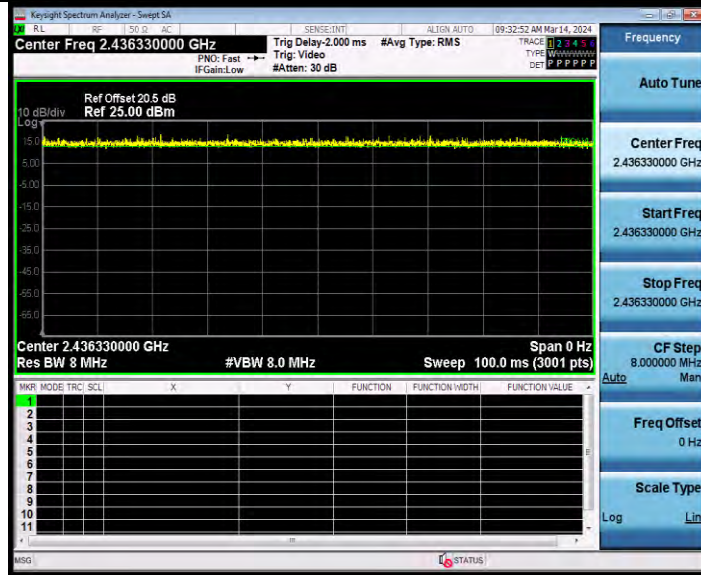 Keysight Spectrum Analyzer - Swept SA
LXI RL RF 50 Ω AC SENSE:INT ALIGN AUTO 09:32:52 AM Mar 14, 2024
Center Freq 2.436330000 GHz
PNO: Fast
IFGain:Low
Trig Delay-2.000 ms
Trig: Video
#Atten: 30 dB
#Avg Type: RMS
TRACE 1 2 3 4 5 6
TYPE
DET P P P P P P
Ref Offset 20.5 dB
10 dB/div Ref 25.00 dBm
Log
15.0
5.00
-5.00
-15.0
-25.0
-35.0
-45.0
-55.0
-65.0
Center 2.436330000 GHz Span 0 Hz
Res BW 8 MHz #VBW 8.0 MHz Sweep 100.0 ms (3001 pts)
MKR MODE TRC SCL X Y FUNCTION FUNCTION WIDTH FUNCTION VALUE
1
2
3
4
5
6
7
8
9
10
11
MSG STATUS
Frequency
Auto Tune
Center Freq
2.436330000 GHz
Start Freq
2.436330000 GHz
Stop Freq
2.436330000 GHz
CF Step
8.000000 MHz
Auto Man
Freq Offset
0 Hz
Scale Type
Log Lin